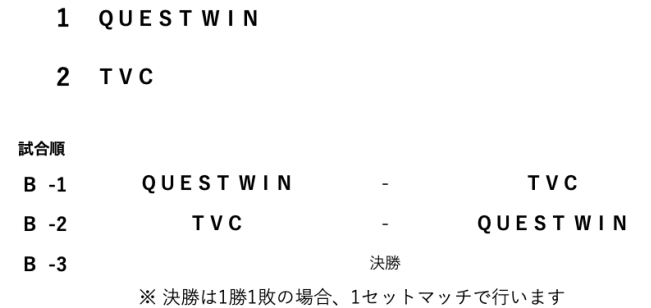 1 QUESTWIN
2 TVC
試合順
B -1 QUESTWIN - TVC
B -2 TVC - QUESTWIN
B -3 決勝
※ 決勝は1勝1敗の場合、1セットマッチで行います